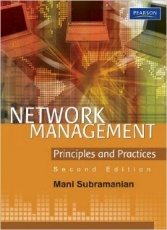 PEARSON
NETWORK
MANAGEMENT
Principles and Practices
Second Edition
Mani Subramanian